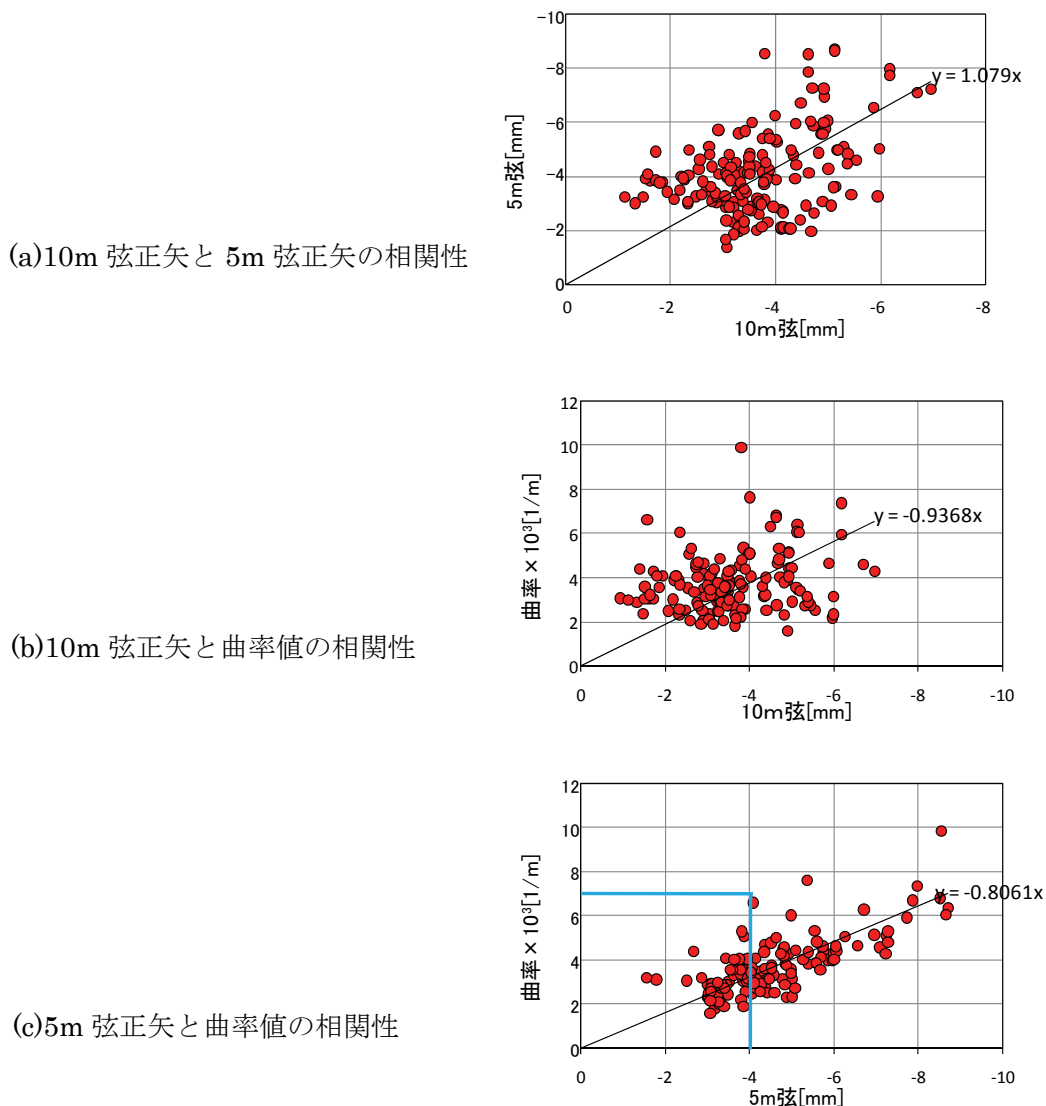 -10
-8
-6
-4
-2
0
5m弦[mm]
y = 1.079x
0 -2 -4 -6 -8
10m弦[mm]
(a)10m 弦正矢と 5m 弦正矢の相関性
12
10
8
6
4
2
0
曲率×10³[1/m]
y = -0.9368x
0 -2 -4 -6 -8 -10
10m弦[mm]
(b)10m 弦正矢と曲率値の相関性
12
10
8
6
4
2
0
曲率×10³[1/m]
y = -0.8061x
0 -2 -4 -6 -8 -10
5m弦[mm]
(c)5m 弦正矢と曲率値の相関性